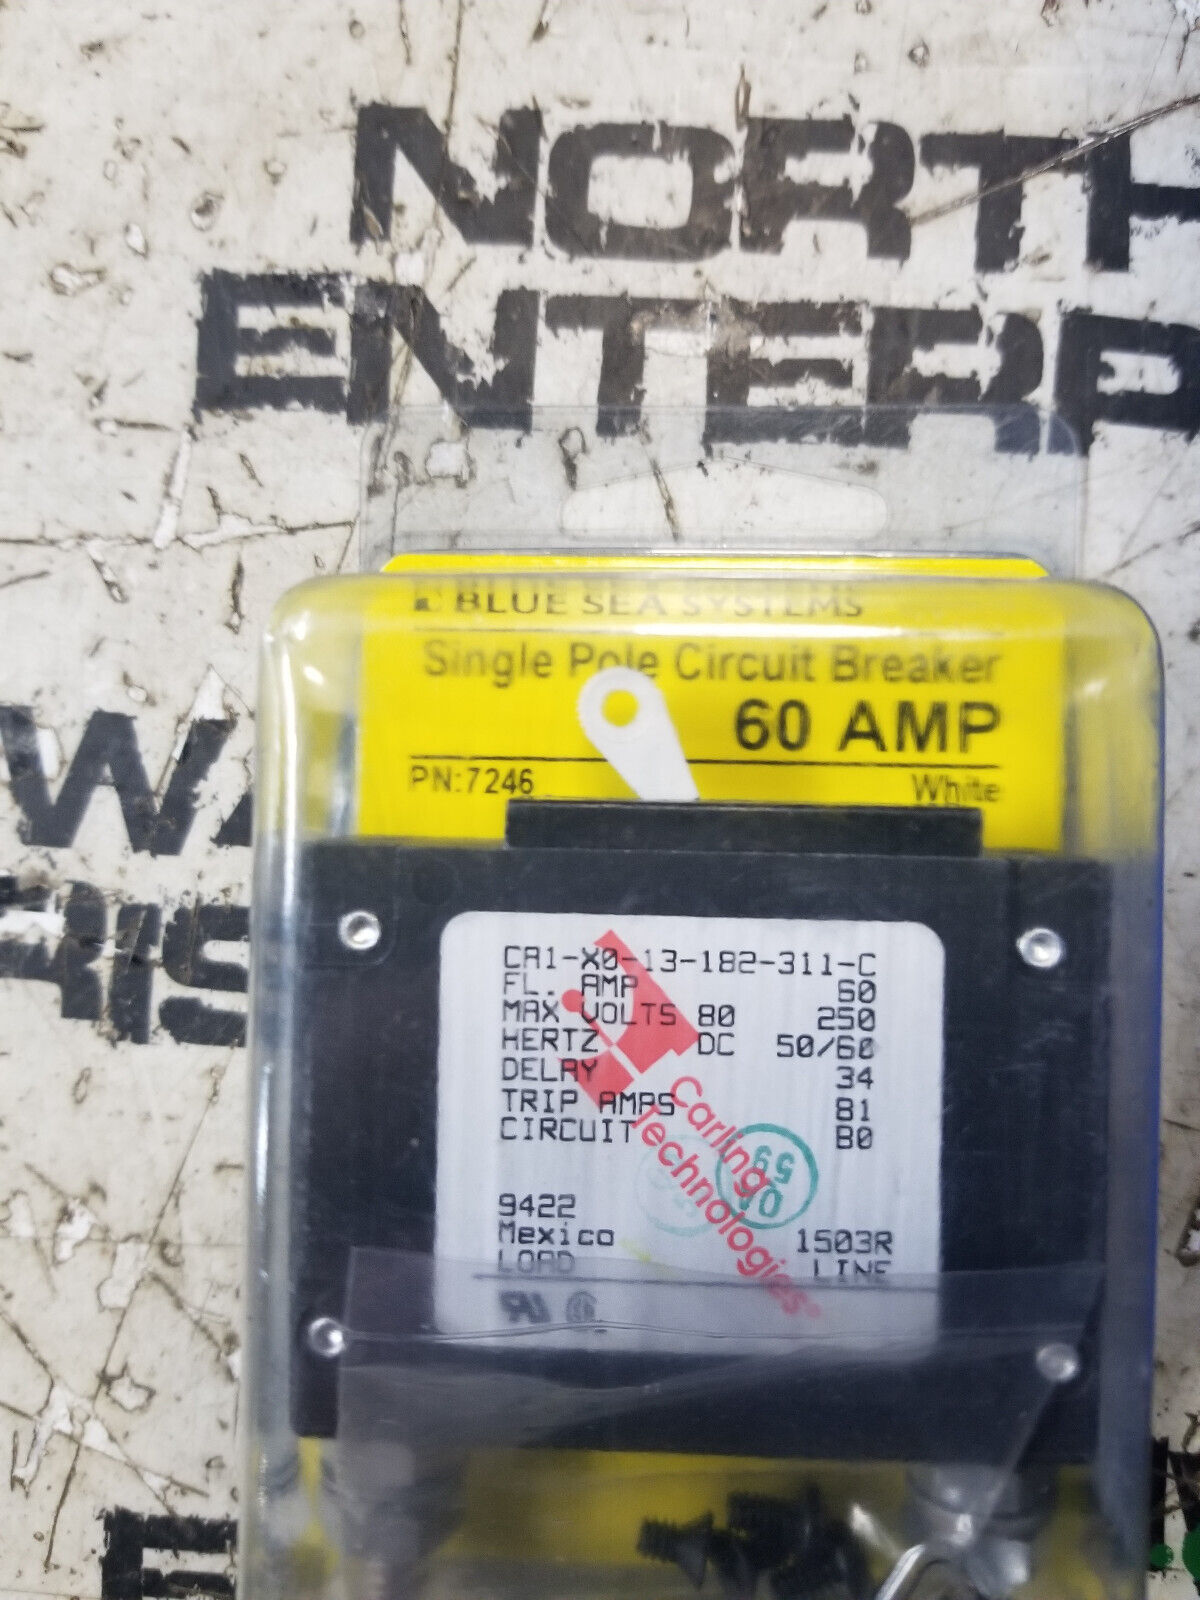 NORTH
ENTERP
BLUE SEA SYSTEMS
Single Pole Circuit Breaker
60 AMP
PN:7246 White
CA1-X0-13-182-311-C
FL. AMP 60
MAX VOLTS 80 250
HERTZ DC 50/60
DELAY 34
TRIP AMPS 81
CIRCUIT B0
Carling
Technologies®
59
9422
Mexico 1503R
LOAD LINE